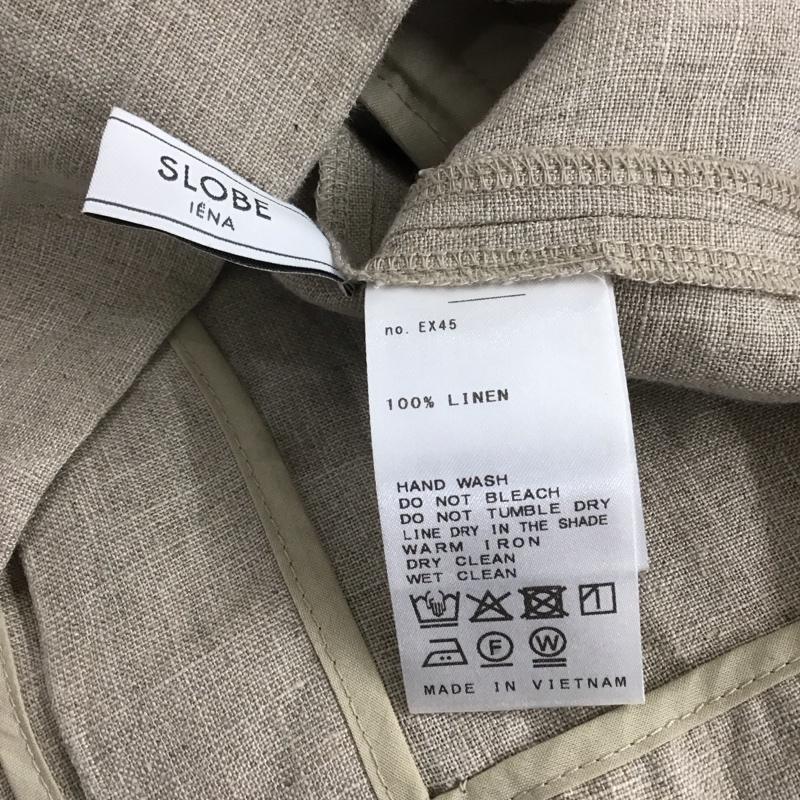 SLOBE
IÉNA
no. EX45
100% LINEN
HAND WASH
DO NOT BLEACH
DO NOT TUMBLE DRY
LINE DRY IN THE SHADE
WARM IRON
DRY CLEAN
WET CLEAN
F W
MADE IN VIETNAM